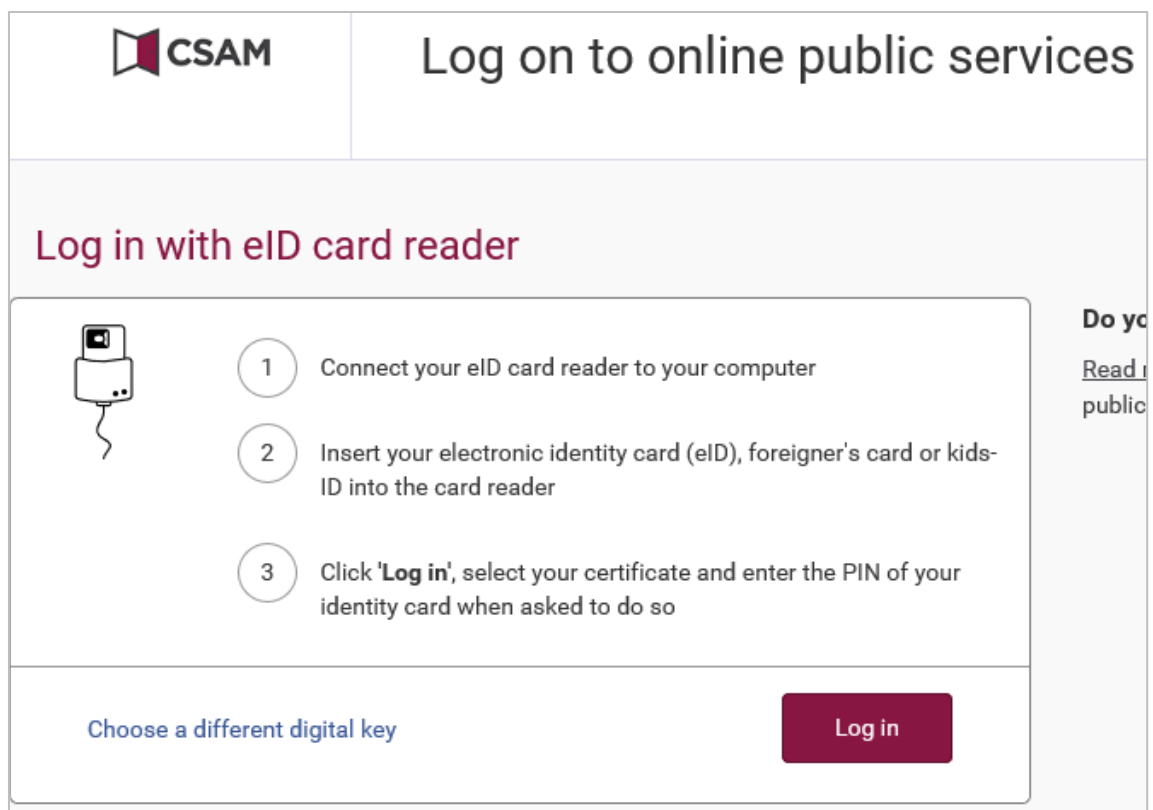 CSAM
Log on to online public services
Log in with eID card reader
1
Connect your eID card reader to your computer
2
Insert your electronic identity card (eID), foreigner's card or kids-
ID into the card reader
3
Click 'Log in', select your certificate and enter the PIN of your
identity card when asked to do so
Choose a different digital key
Log in
Do
Read
public